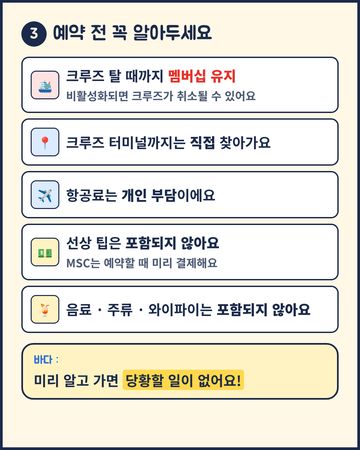 3 예약 전 꼭 알아두세요
크루즈 탈 때까지 멤버십 유지
비활성화되면 크루즈가 취소될 수 있어요
크루즈 터미널까지는 직접 찾아가요
항공료는 개인 부담이에요
선상 팁은 포함되지 않아요
MSC는 예약할 때 미리 결제해요
음료 · 주류 · 와이파이는 포함되지 않아요
바다 :
미리 알고 가면 당황할 일이 없어요!